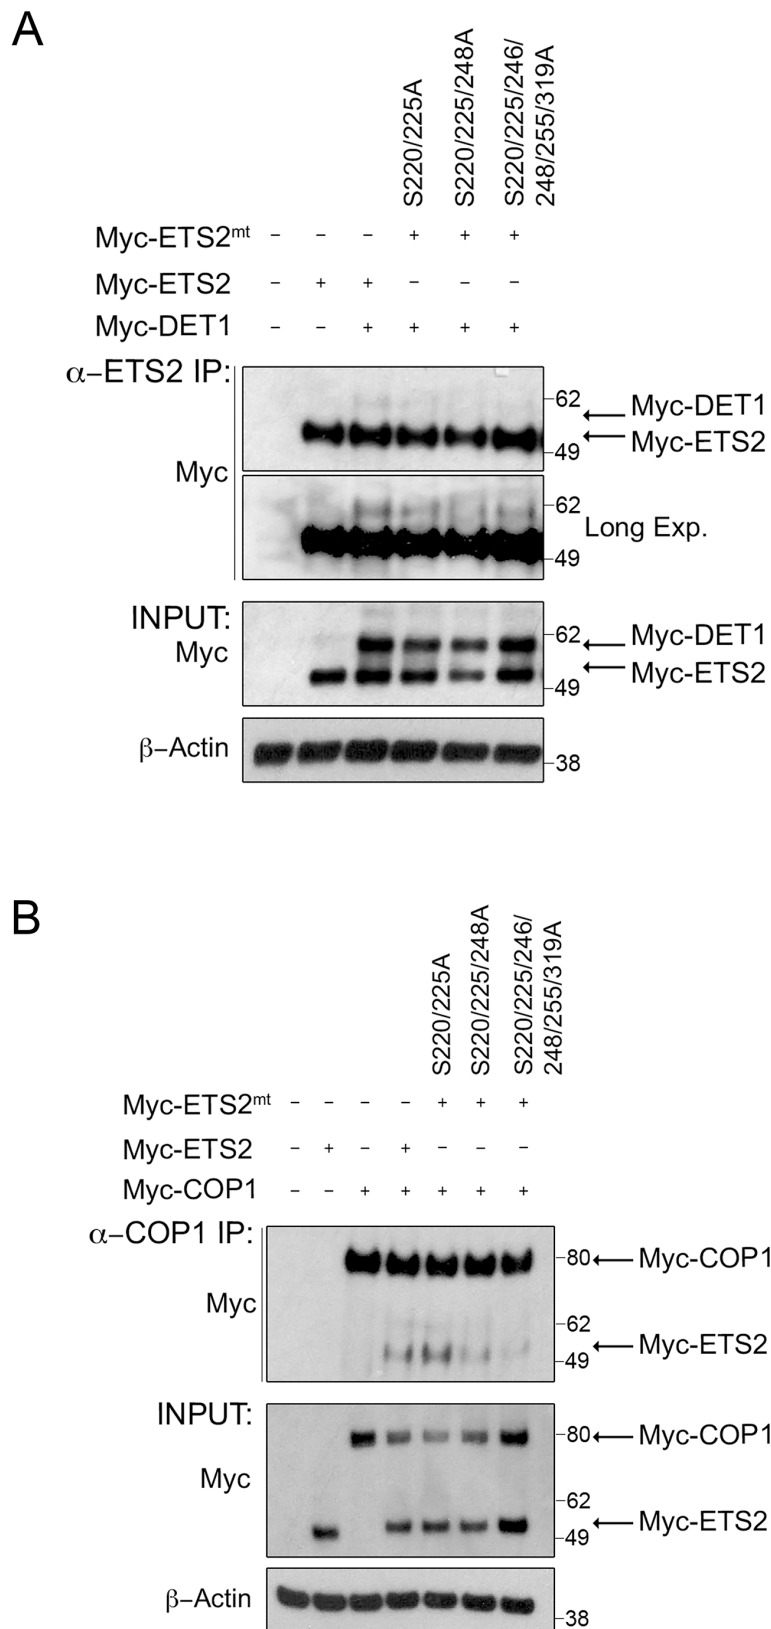 A
S220/225A
S220/225/248A
S220/225/246/
248/255/319A
Myc-ETS2mt − − − + + +
Myc-ETS2 − + + − − −
Myc-DET1 − − + + + +
α−ETS2 IP:
Myc
62
49
Myc-DET1
Myc-ETS2
62
49
Long Exp.
INPUT:
Myc
62
49
Myc-DET1
Myc-ETS2
β−Actin
38
B
S220/225A
S220/225/248A
S220/225/246/
248/255/319A
Myc-ETS2mt − − − − + + +
Myc-ETS2 − + − + − − −
Myc-COP1 − − + + + + +
α−COP1 IP:
Myc
80
62
49
Myc-COP1
Myc-ETS2
INPUT:
Myc
80
62
49
Myc-COP1
Myc-ETS2
β−Actin
38